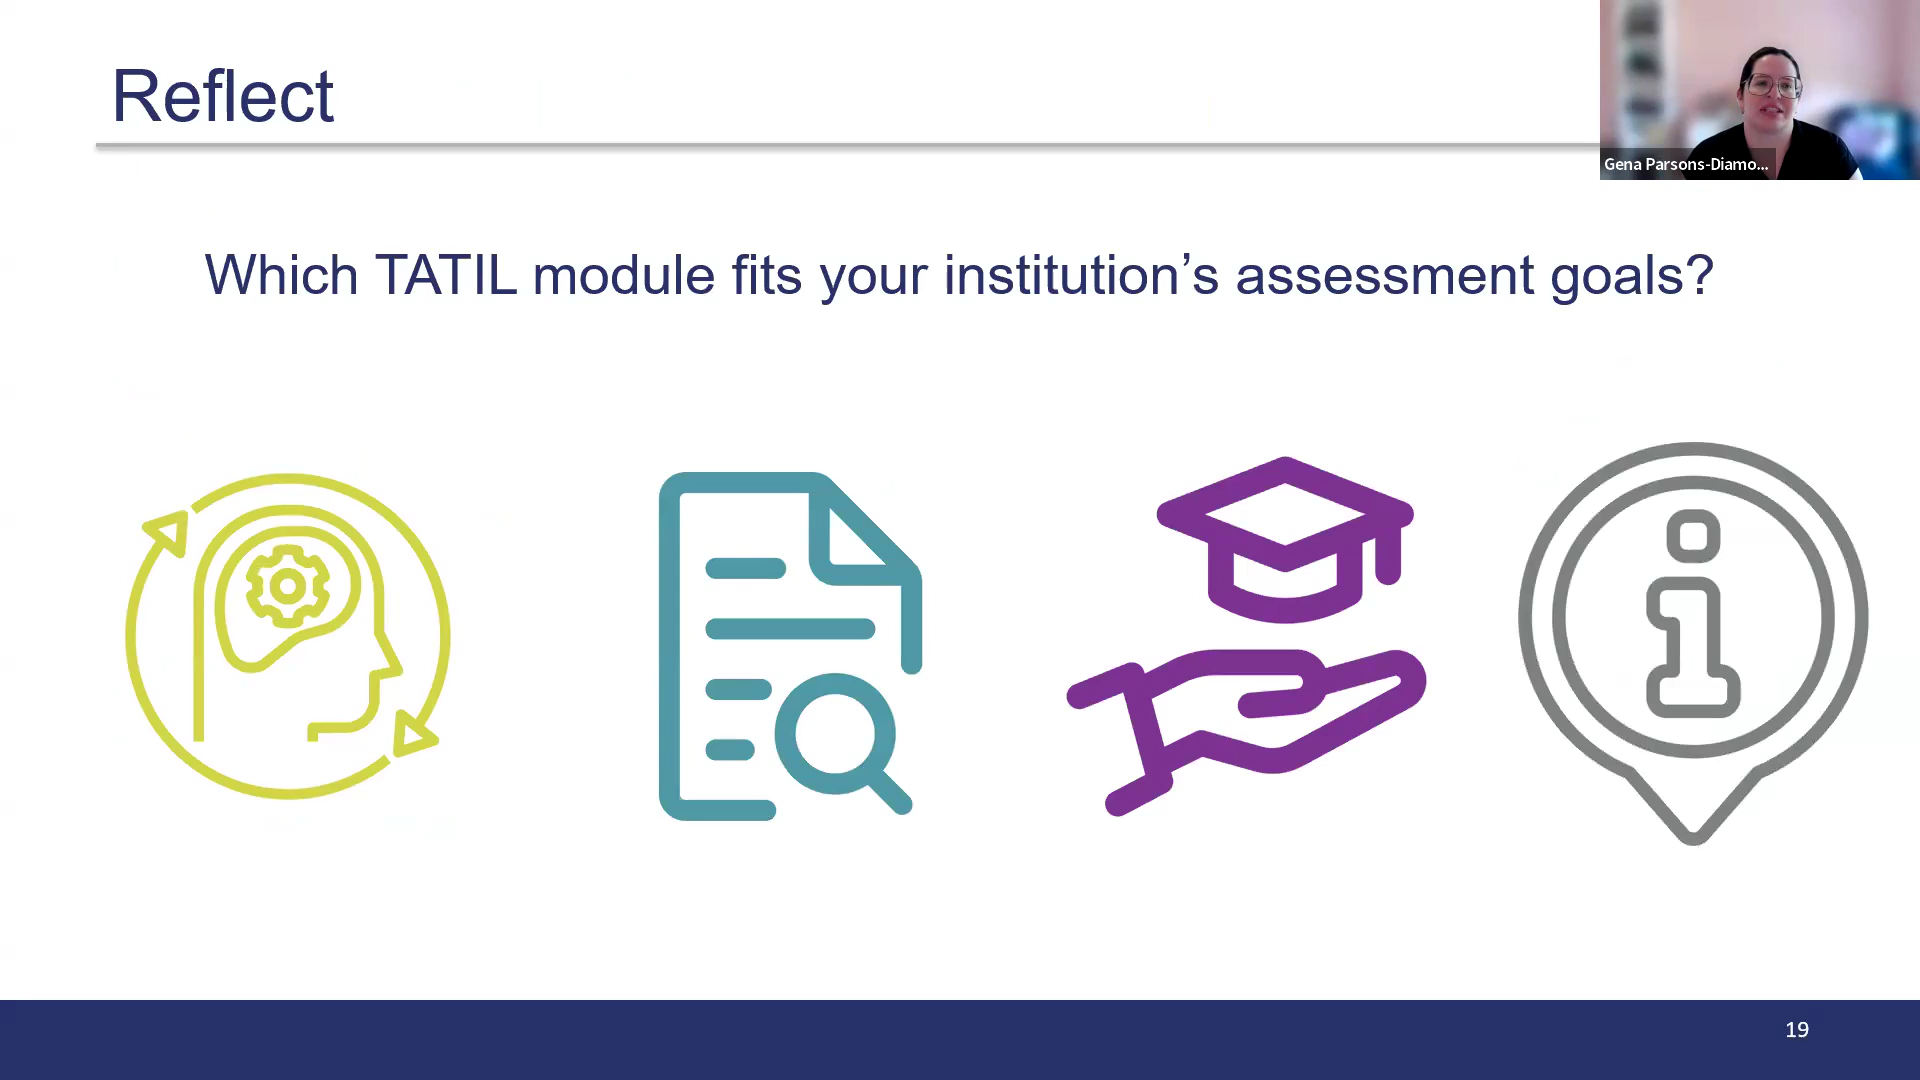 Reflect
Gena Parsons-Diamo...
Which TATIL module fits your institution’s assessment goals?
19